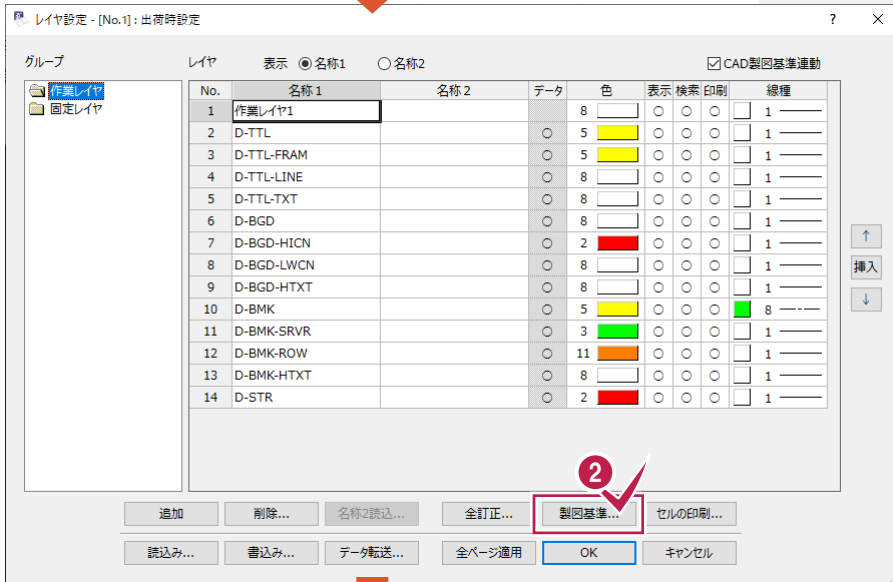 レイヤ設定 - [No.1] : 出荷時設定 ? ×
グループ レイヤ 表示 名称1 名称2 CAD製図基準連動
作業レイヤ
固定レイヤ
No. 名称1 名称2 データ 色 表示 検索 印刷 線種
1 作業レイヤ1 8 ○ ○ ○ 1
2 D-TTL ○ 5 ○ ○ ○ 1
3 D-TTL-FRAM ○ 5 ○ ○ ○ 1
4 D-TTL-LINE ○ 8 ○ ○ ○ 1
5 D-TTL-TXT ○ 8 ○ ○ ○ 1
6 D-BGD ○ 8 ○ ○ ○ 1
7 D-BGD-HICN ○ 2 ○ ○ ○ 1
8 D-BGD-LWCN ○ 8 ○ ○ ○ 1
9 D-BGD-HTXT ○ 8 ○ ○ ○ 1
10 D-BMK ○ 5 ○ ○ ○ 8
11 D-BMK-SRVR ○ 3 ○ ○ ○ 1
12 D-BMK-ROW ○ 11 ○ ○ ○ 1
13 D-BMK-HTXT ○ 8 ○ ○ ○ 1
14 D-STR ○ 2 ○ ○ ○ 1
↑
挿入
↓
2
追加 削除... 名称2読込... 全訂正... 製図基準... セルの印刷...
読込み... 書込み... データ転送... 全ページ適用 OK キャンセル